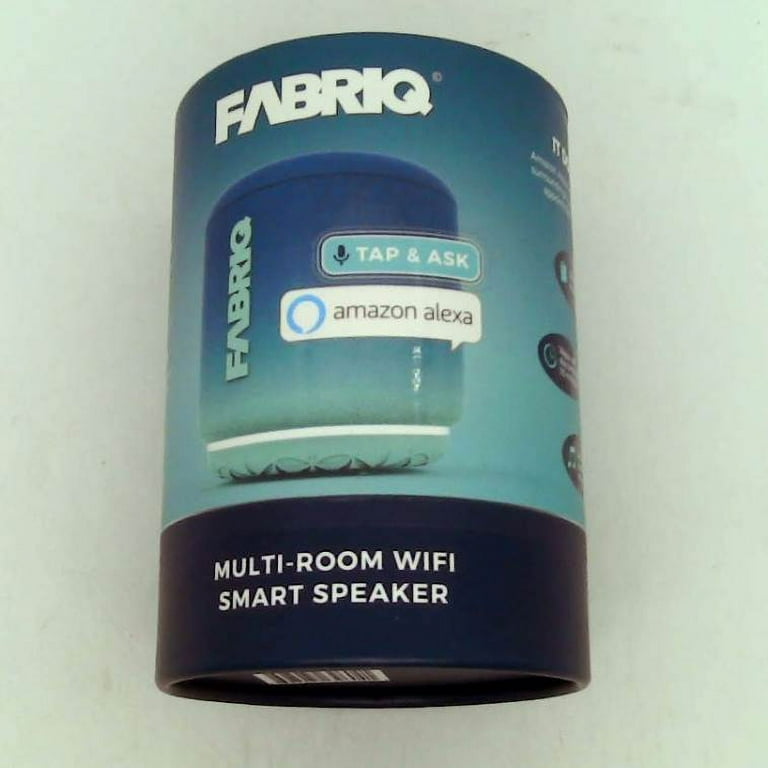 FABRIQ©
FABRIQ
TAP & ASK
amazon alexa
MULTI-ROOM WIFI
SMART SPEAKER